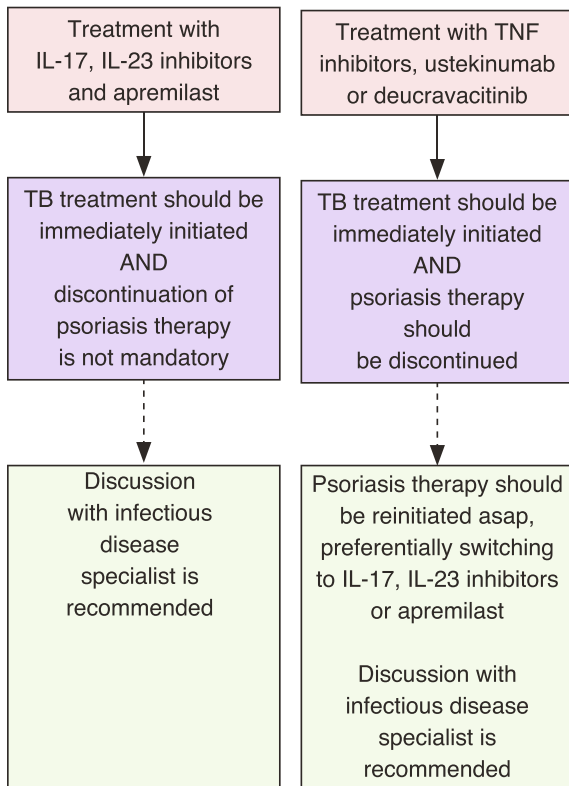 Treatment with
IL-17, IL-23 inhibitors
and apremilast
TB treatment should be
immediately initiated
AND
discontinuation of
psoriasis therapy
is not mandatory
Discussion
with infectious
disease
specialist is
recommended
Treatment with TNF
inhibitors, ustekinumab
or deucravacitinib
TB treatment should be
immediately initiated
AND
psoriasis therapy
should
be discontinued
Psoriasis therapy should
be reinitiated asap,
preferentially switching
to IL-17, IL-23 inhibitors
or apremilast
Discussion with
infectious disease
specialist is
recommended